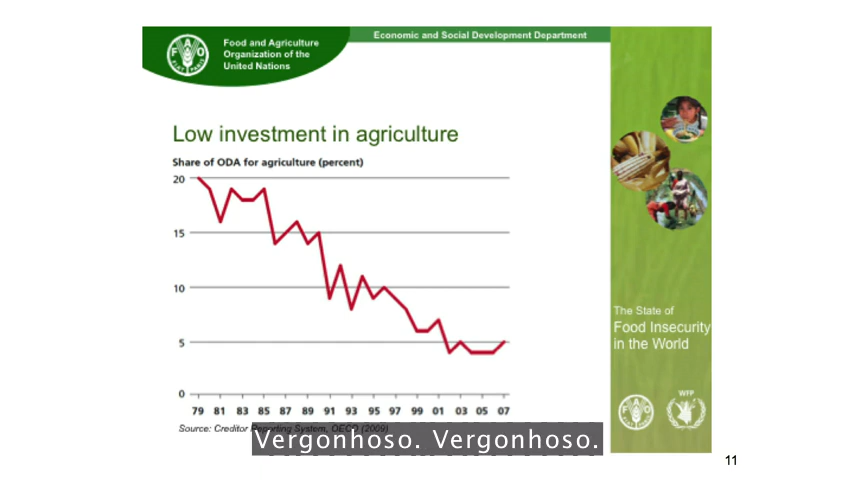 Food and Agriculture
Organization of the
United Nations
Economic and Social Development Department
Low investment in agriculture
Share of ODA for agriculture (percent)
20
15
10
5
0
79 81 83 85 87 89 91 93 95 97 99 01 03 05 07
Source: Creditor Reporting System, OECD (2009)
Vergonhoso. Vergonhoso.
The State of
Food Insecurity
in the World
WFP
11